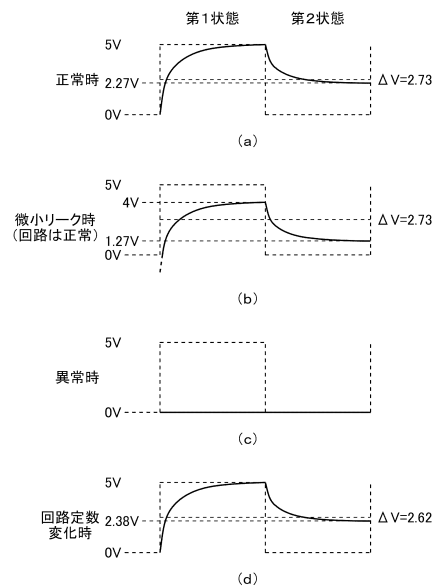 第1状態 第2状態
5V
正常時
2.27V
0V
ΔV=2.73
(a)
5V
4V
微小リーク時
(回路は正常)
1.27V
0V
ΔV=2.73
(b)
5V
異常時
0V
(c)
5V
回路定数
変化時
2.38V
0V
ΔV=2.62
(d)